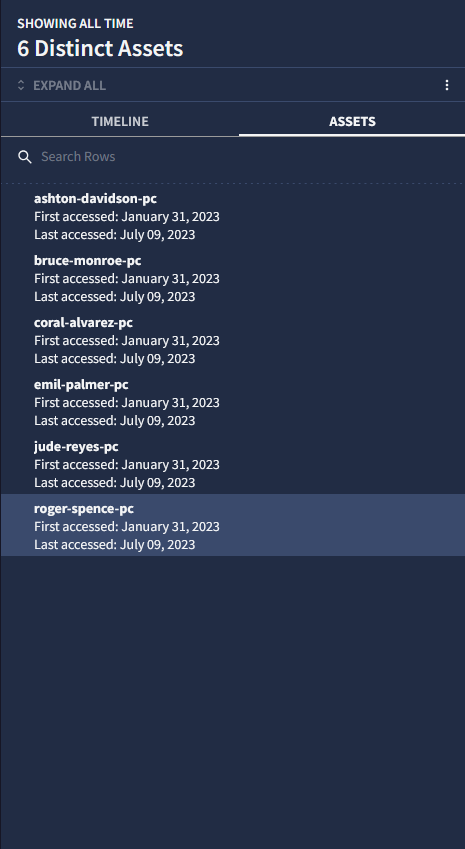 SHOWING ALL TIME
6 Distinct Assets
EXPAND ALL
TIMELINE
ASSETS
Search Rows
ashton-davidson-pc
First accessed: January 31, 2023
Last accessed: July 09, 2023
bruce-monroe-pc
First accessed: January 31, 2023
Last accessed: July 09, 2023
coral-alvarez-pc
First accessed: January 31, 2023
Last accessed: July 09, 2023
emil-palmer-pc
First accessed: January 31, 2023
Last accessed: July 09, 2023
jude-reyes-pc
First accessed: January 31, 2023
Last accessed: July 09, 2023
roger-spence-pc
First accessed: January 31, 2023
Last accessed: July 09, 2023